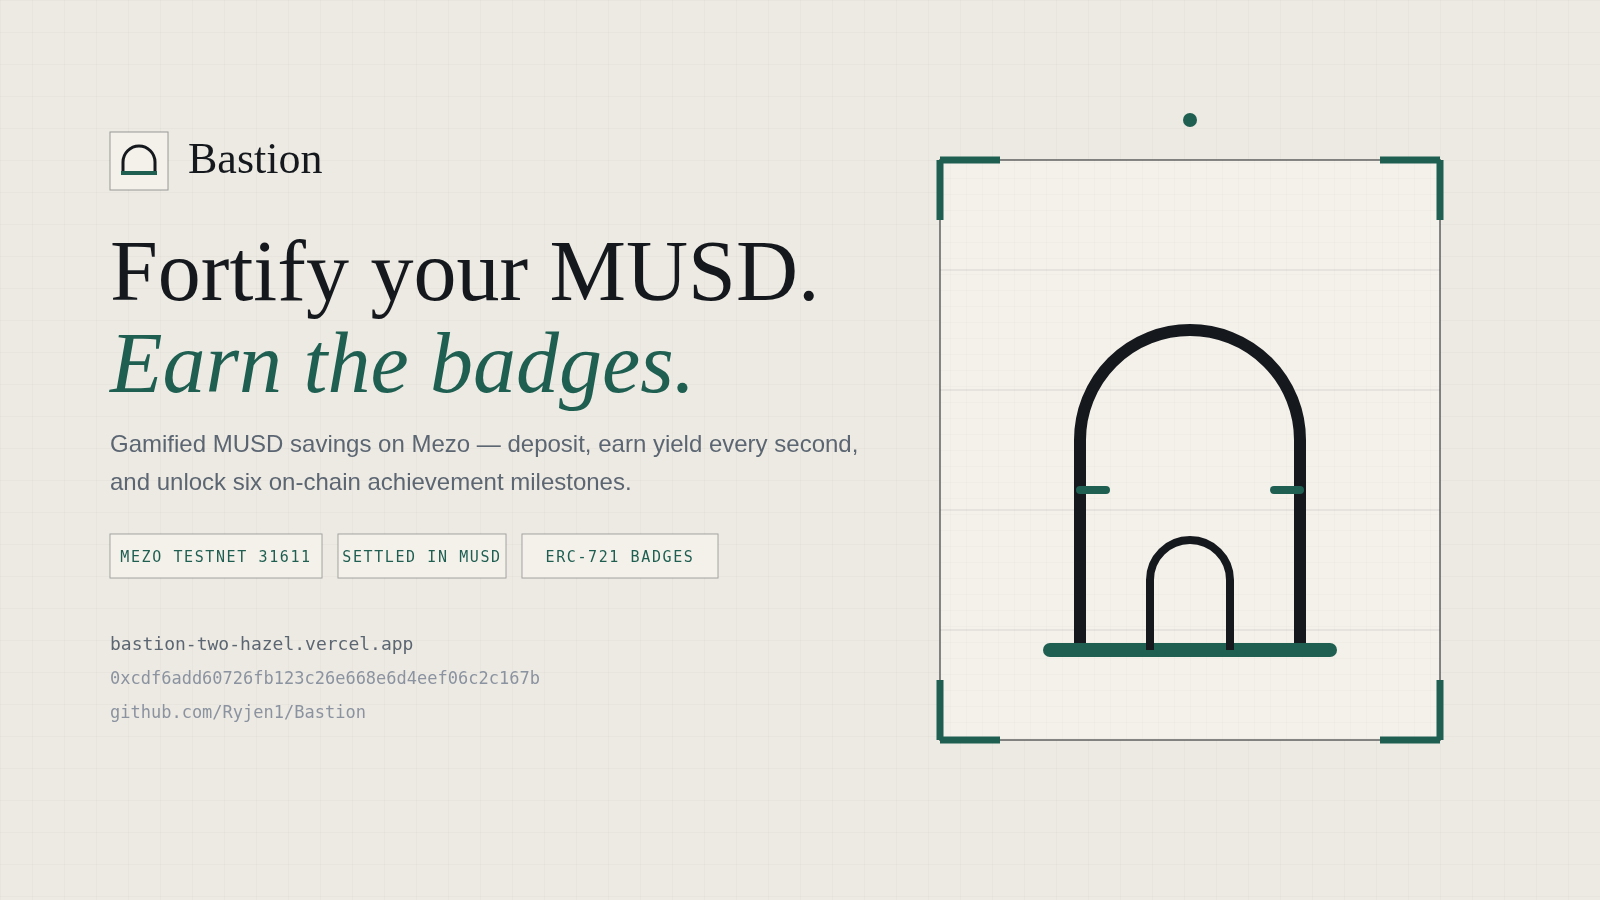 Bastion
Fortify your MUSD.
Earn the badges.
Gamified MUSD savings on Mezo — deposit, earn yield every second,
and unlock six on-chain achievement milestones.
MEZO TESTNET 31611 SETTLED IN MUSD ERC-721 BADGES
bastion-two-hazel.vercel.app
0xcdf6add60726fb123c26e668e6d4eef06c2c167b
github.com/Ryjen1/Bastion